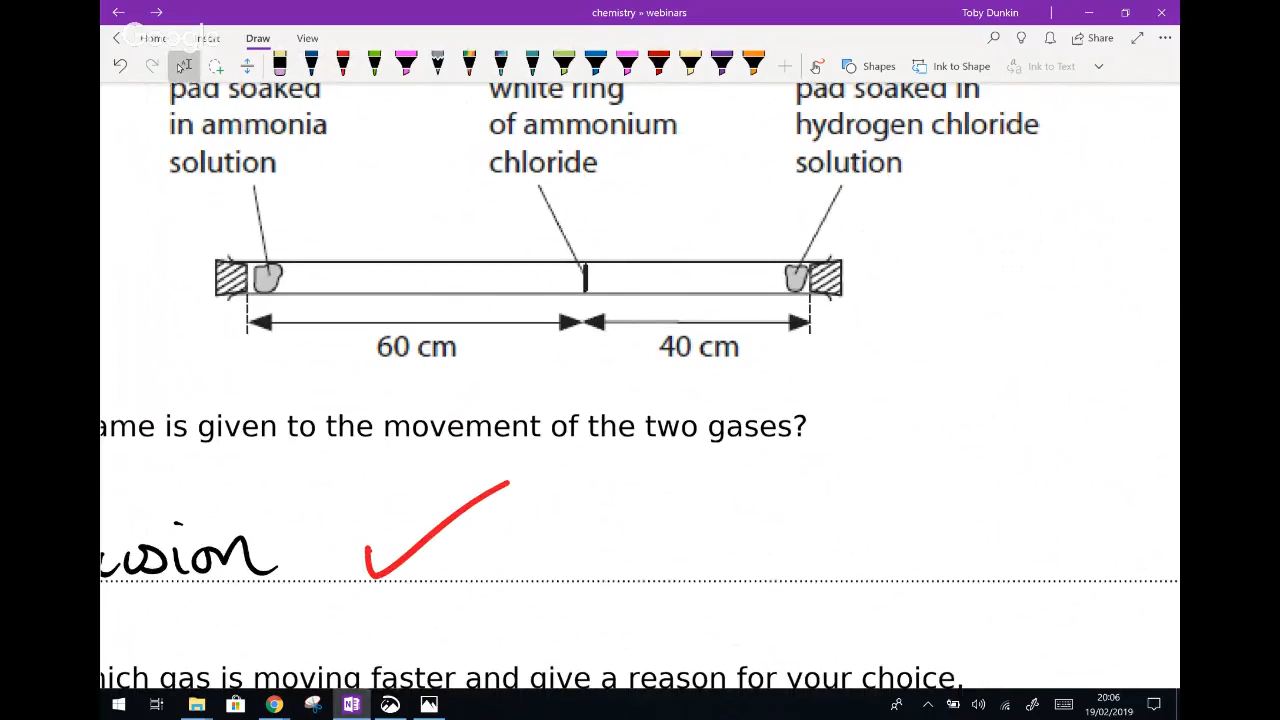 chemistry » webinars
Toby Dunkin
Google
Home
Insert
Draw
View
Share
Shapes
Ink to Shape
Ink to Text
pad soaked
in ammonia
solution
white ring
of ammonium
chloride
pad soaked in
hydrogen chloride
solution
60 cm
40 cm
ame is given to the movement of the two gases?
usion
hich gas is moving faster and give a reason for your choice.
20:06
19/02/2019